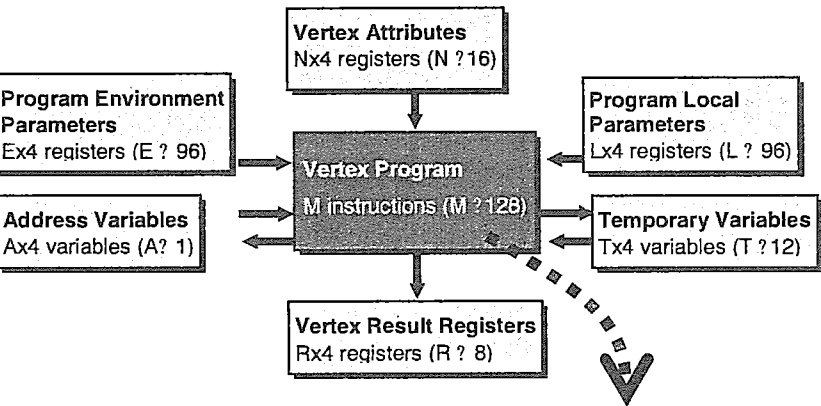 Vertex Attributes
Nx4 registers (N ?16)
Program Environment
Parameters
Ex4 registers (E ? 96)
Program Local
Parameters
Lx4 registers (L ? 96)
Vertex Program
M instructions (M ?128)
Address Variables
Ax4 variables (A? 1)
Temporary Variables
Tx4 variables (T ?12)
Vertex Result Registers
Rx4 registers (R ? 8)